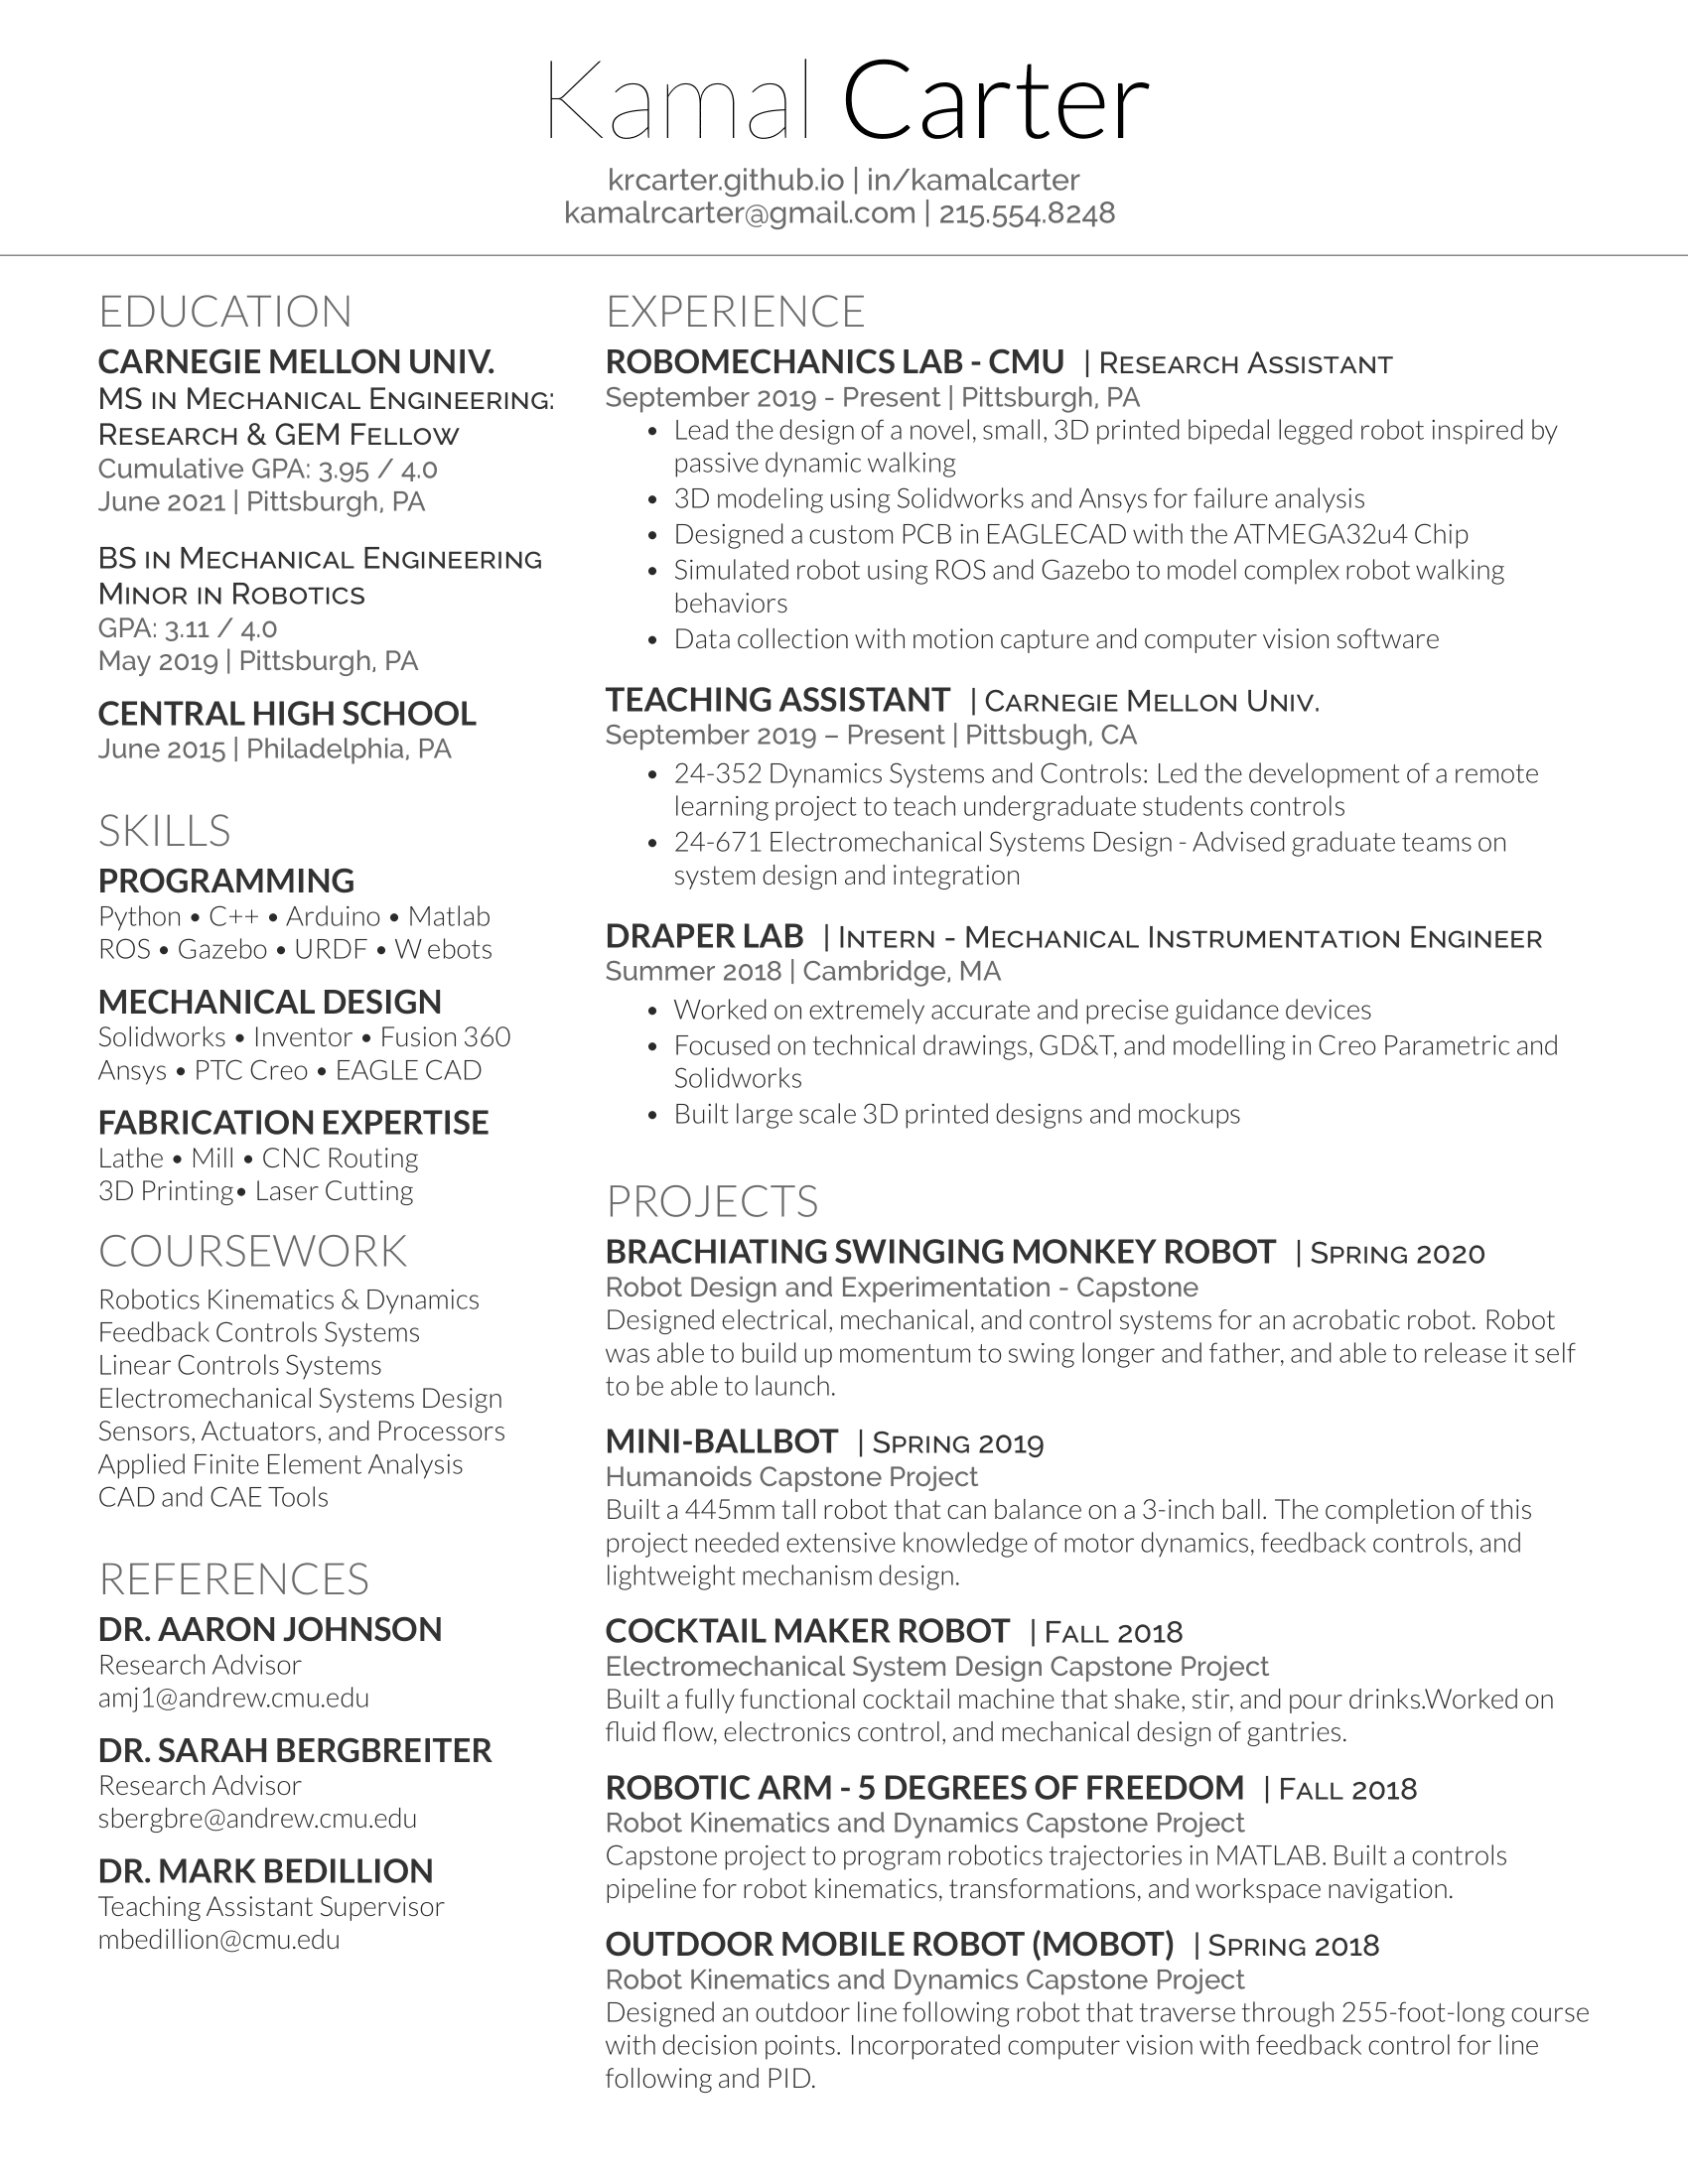 Kamal Carter
krcarter.github.io | in/kamalcarter
kamalrcarter@gmail.com | 215.554.8248
EDUCATION
CARNEGIE MELLON UNIV.
MS in Mechanical Engineering:
Research & GEM Fellow
Cumulative GPA: 3.95 / 4.0
June 2021 | Pittsburgh, PA
BS in Mechanical Engineering
Minor in Robotics
GPA: 3.11 / 4.0
May 2019 | Pittsburgh, PA
CENTRAL HIGH SCHOOL
June 2015 | Philadelphia, PA
SKILLS
PROGRAMMING
Python • C++ • Arduino • Matlab
ROS • Gazebo • URDF • W ebots
MECHANICAL DESIGN
Solidworks • Inventor • Fusion 360
Ansys • PTC Creo • EAGLE CAD
FABRICATION EXPERTISE
Lathe • Mill • CNC Routing
3D Printing• Laser Cutting
COURSEWORK
Robotics Kinematics & Dynamics
Feedback Controls Systems
Linear Controls Systems
Electromechanical Systems Design
Sensors, Actuators, and Processors
Applied Finite Element Analysis
CAD and CAE Tools
REFERENCES
DR. AARON JOHNSON
Research Advisor
amj1@andrew.cmu.edu
DR. SARAH BERGBREITER
Research Advisor
sbergbre@andrew.cmu.edu
DR. MARK BEDILLION
Teaching Assistant Supervisor
mbedillion@cmu.edu
EXPERIENCE
ROBOMECHANICS LAB - CMU | Research Assistant
September 2019 - Present | Pittsburgh, PA
• Lead the design of a novel, small, 3D printed bipedal legged robot inspired by
passive dynamic walking
• 3D modeling using Solidworks and Ansys for failure analysis
• Designed a custom PCB in EAGLECAD with the ATMEGA32u4 Chip
• Simulated robot using ROS and Gazebo to model complex robot walking
behaviors
• Data collection with motion capture and computer vision software
TEACHING ASSISTANT | Carnegie Mellon Univ.
September 2019 – Present | Pittsbugh, CA
• 24-352 Dynamics Systems and Controls: Led the development of a remote
learning project to teach undergraduate students controls
• 24-671 Electromechanical Systems Design - Advised graduate teams on
system design and integration
DRAPER LAB | Intern - Mechanical Instrumentation Engineer
Summer 2018 | Cambridge, MA
• Worked on extremely accurate and precise guidance devices
• Focused on technical drawings, GD&T, and modelling in Creo Parametric and
Solidworks
• Built large scale 3D printed designs and mockups
PROJECTS
BRACHIATING SWINGING MONKEY ROBOT | Spring 2020
Robot Design and Experimentation - Capstone
Designed electrical, mechanical, and control systems for an acrobatic robot. Robot
was able to build up momentum to swing longer and father, and able to release it self
to be able to launch.
MINI-BALLBOT | Spring 2019
Humanoids Capstone Project
Built a 445mm tall robot that can balance on a 3-inch ball. The completion of this
project needed extensive knowledge of motor dynamics, feedback controls, and
lightweight mechanism design.
COCKTAIL MAKER ROBOT | Fall 2018
Electromechanical System Design Capstone Project
Built a fully functional cocktail machine that shake, stir, and pour drinks.Worked on
fluid flow, electronics control, and mechanical design of gantries.
ROBOTIC ARM - 5 DEGREES OF FREEDOM | Fall 2018
Robot Kinematics and Dynamics Capstone Project
Capstone project to program robotics trajectories in MATLAB. Built a controls
pipeline for robot kinematics, transformations, and workspace navigation.
OUTDOOR MOBILE ROBOT (MOBOT) | Spring 2018
Robot Kinematics and Dynamics Capstone Project
Designed an outdoor line following robot that traverse through 255-foot-long course
with decision points. Incorporated computer vision with feedback control for line
following and PID.